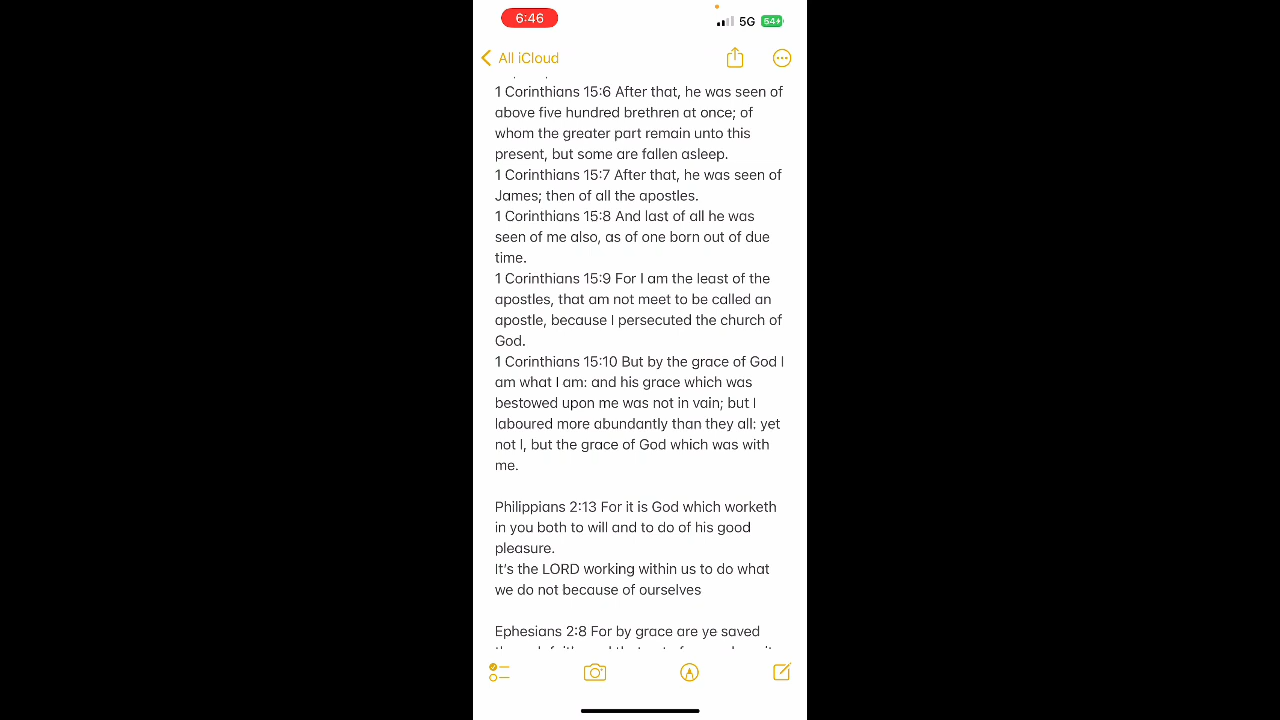 6:46
5G
54
All iCloud
1 Corinthians 15:6 After that, he was seen of
above five hundred brethren at once; of
whom the greater part remain unto this
present, but some are fallen asleep.
1 Corinthians 15:7 After that, he was seen of
James; then of all the apostles.
1 Corinthians 15:8 And last of all he was
seen of me also, as of one born out of due
time.
1 Corinthians 15:9 For I am the least of the
apostles, that am not meet to be called an
apostle, because I persecuted the church of
God.
1 Corinthians 15:10 But by the grace of God I
am what I am: and his grace which was
bestowed upon me was not in vain; but I
laboured more abundantly than they all: yet
not I, but the grace of God which was with
me.
Philippians 2:13 For it is God which worketh
in you both to will and to do of his good
pleasure.
It's the LORD working within us to do what
we do not because of ourselves
Ephesians 2:8 For by grace are ye saved